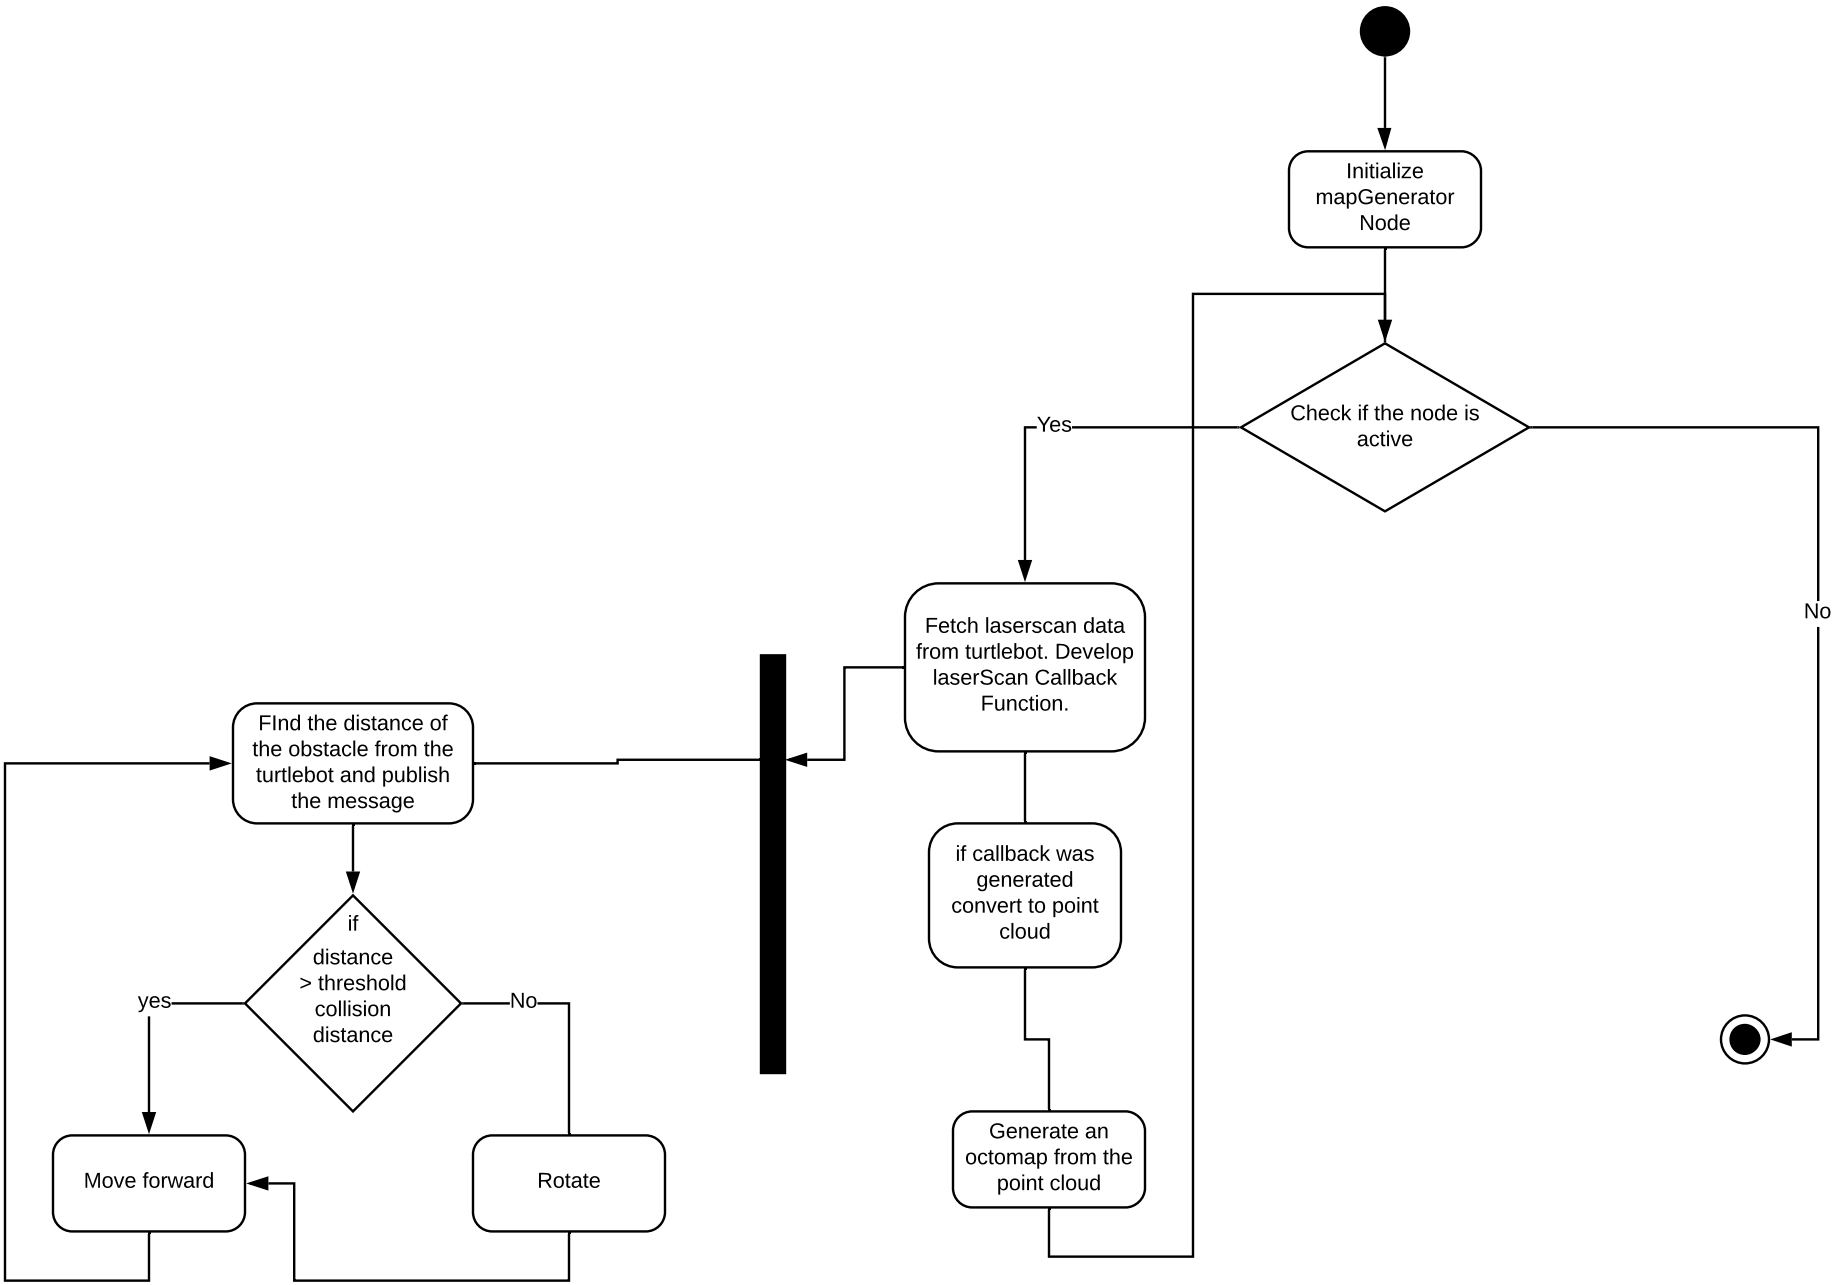 Initialize
mapGenerator
Node
Check if the node is
active
Yes
No
Fetch laserscan data
from turtlebot. Develop
laserScan Callback
Function.
if callback was
generated
convert to point
cloud
Generate an
octomap from the
point cloud
FInd the distance of
the obstacle from the
turtlebot and publish
the message
if
distance
> threshold
collision
distance
yes
No
Move forward
Rotate